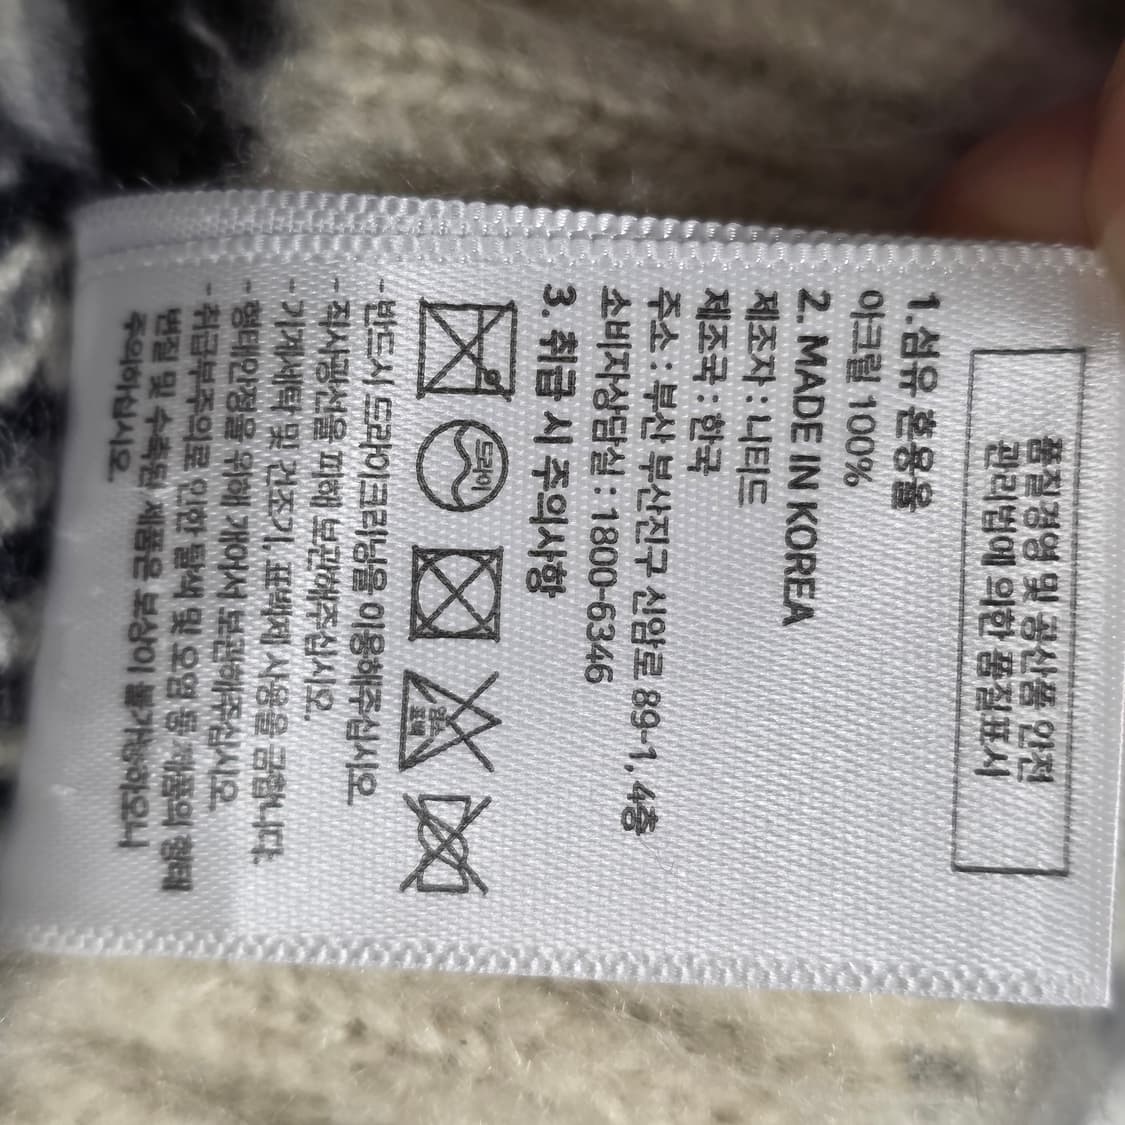 품질경영 및 공산품 안전
관리법에 의한 품질표시
1. 섬유 혼용율
아크릴 100%
2. MADE IN KOREA
제조자 : 니티드
제조국 : 한국
주소 : 부산 부산진구 신암로 89-1, 4층
소비자상담실 : 1800-6346
3. 취급 시 주의사항
드라이
염소
표백
-반드시 드라이크리닝을 이용해주십시오
-직사광선을 피해 보관해주십시오.
-기계세탁 및 건조기, 표백제 사용을 금합니다.
-형태안정을 위해 개어서 보관해주십시오
-취급부주의로 인한 탈색 및 오염 등 제품의 형태
변질 및 수축된 제품은 보상이 불가능하오니
주의하십시오.